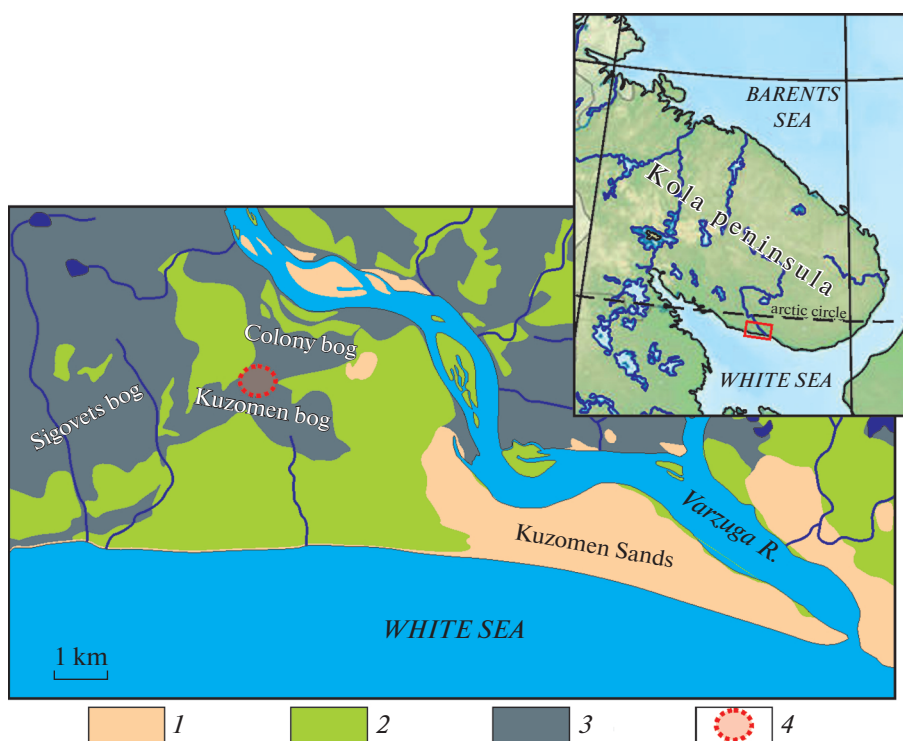 BARENTS
SEA
Kola peninsula
arctic circle
WHITE SEA
Colony bog
Kuzomen bog
Sigovets bog
Varzuga R.
Kuzomen Sands
WHITE SEA
1 km
1 2 3 4